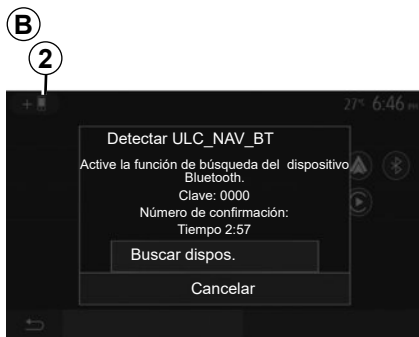 B
2
27° 6:46 PM
Detectar ULC_NAV_BT
Active la función de búsqueda del dispositivo
Bluetooth.
Clave: 0000
Número de confirmación:
Tiempo 2:57
Buscar dispos.
Cancelar